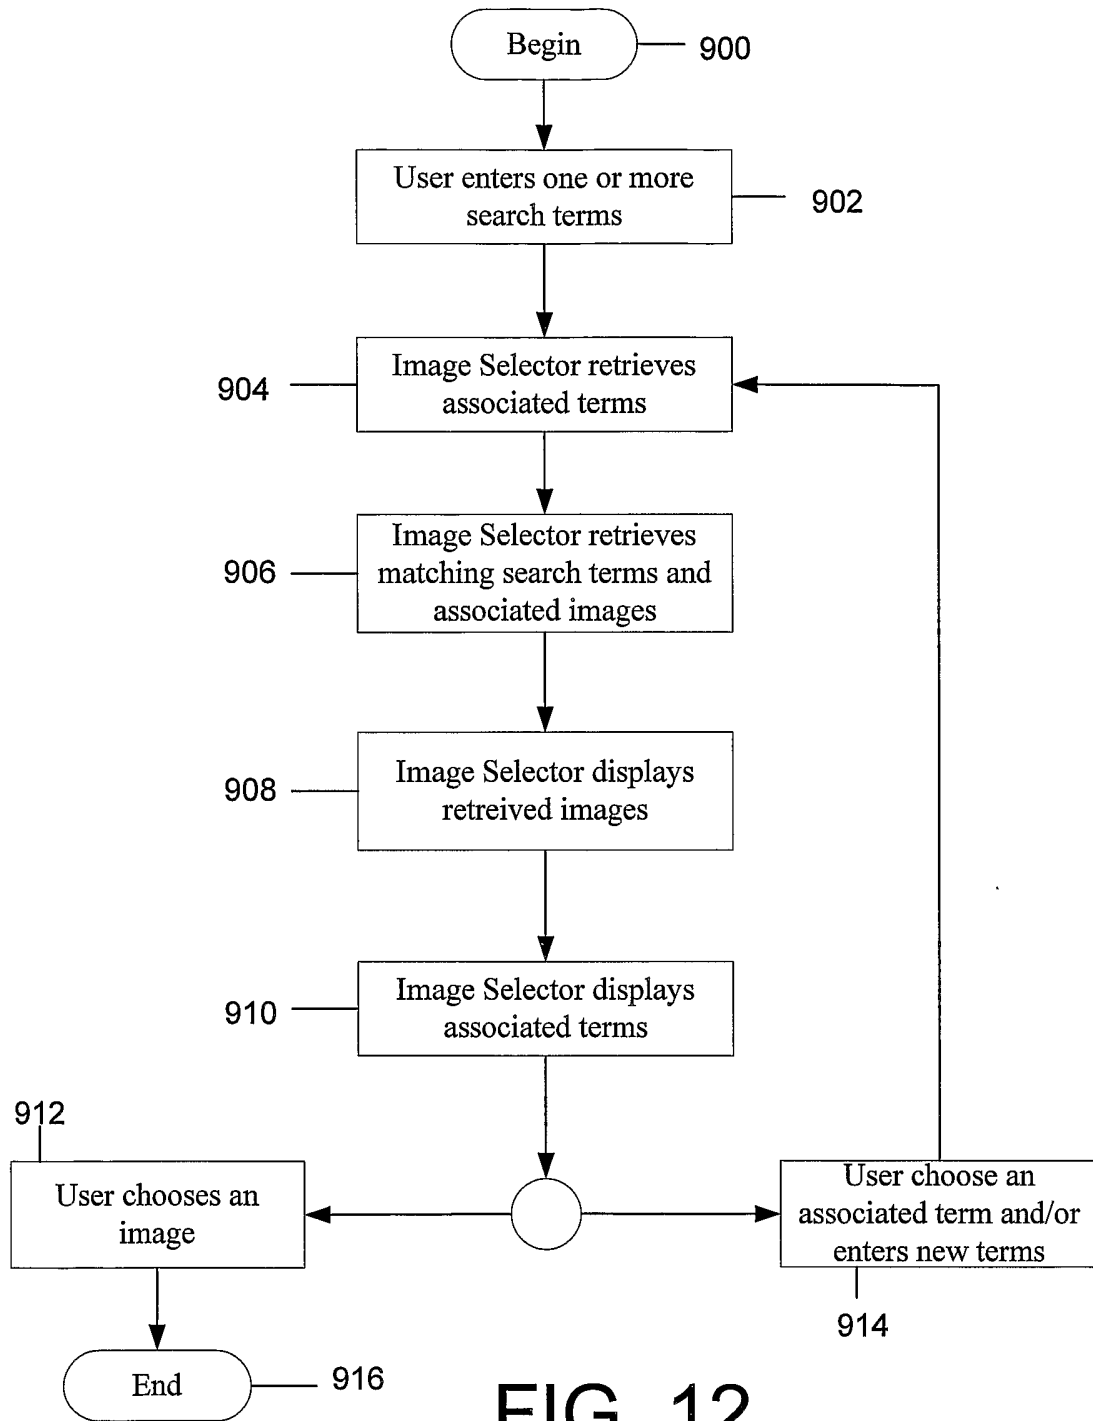 Begin
900
User enters one or more
search terms
902
904
Image Selector retrieves
associated terms
906
Image Selector retrieves
matching search terms and
associated images
908
Image Selector displays
retreived images
910
Image Selector displays
associated terms
912
User chooses an
image
User choose an
associated term and/or
enters new terms
914
End
916
FIG. 12